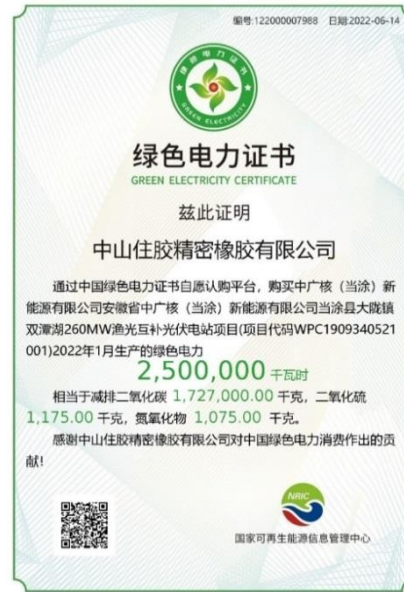 编号:122000007988 日期:2022-06-14
绿色电力证书
GREEN ELECTRICITY
绿色电力证书
GREEN ELECTRICITY CERTIFICATE
兹此证明
中山住胶精密橡胶有限公司
通过中国绿色电力证书自愿认购平台，购买中广核（当涂）新
能源有限公司安徽省中广核（当涂）新能源有限公司当涂县大陇镇
双潭湖260MW渔光互补光伏电站项目(项目代码WPC1909340521
001)2022年1月生产的绿色电力
2,500,000 千瓦时
相当于减排二氧化碳 1,727,000.00 千克，二氧化硫
1,175.00 千克，氮氧化物 1,075.00 千克。
感谢中山住胶精密橡胶有限公司对中国绿色电力消费作出的贡
献!
NRIC
国家可再生能源信息管理中心